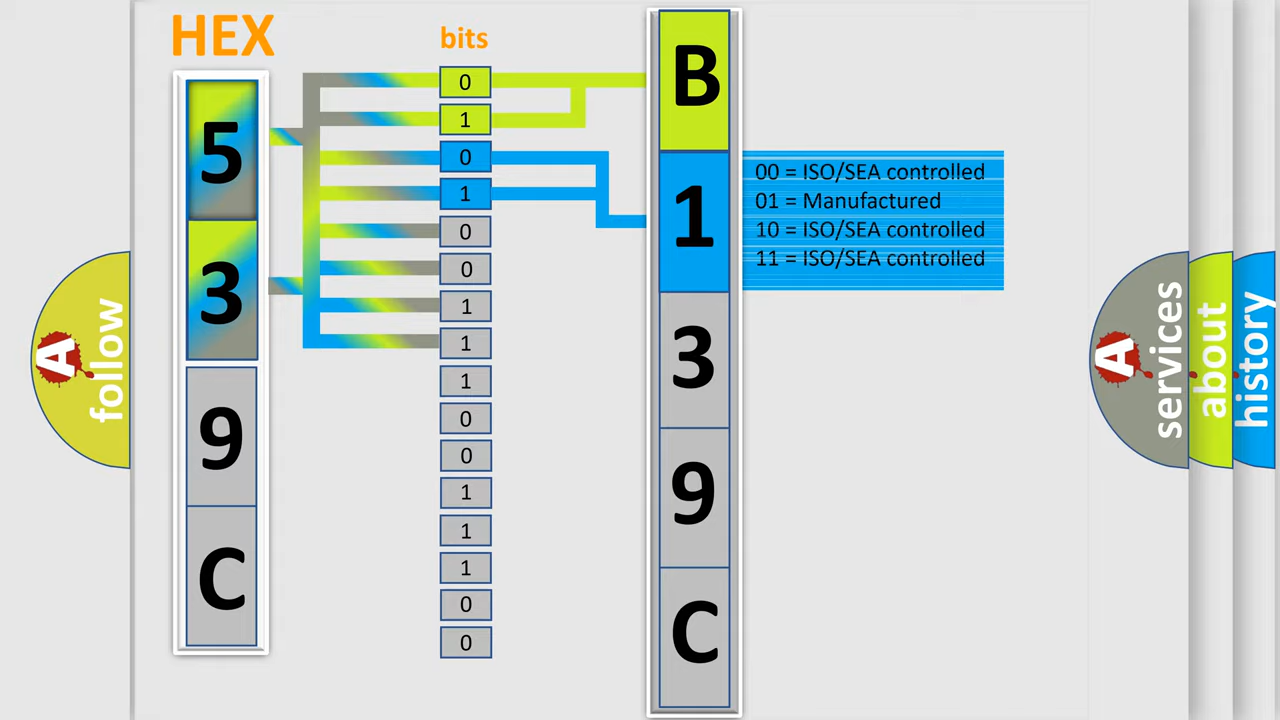 HEX
bits
5
3
9
C
0
1
0
1
0
0
1
1
1
0
0
1
1
1
0
0
B
1
3
9
C
00 = ISO/SEA controlled
01 = Manufactured
10 = ISO/SEA controlled
11 = ISO/SEA controlled
A
follow
A
services
about
history